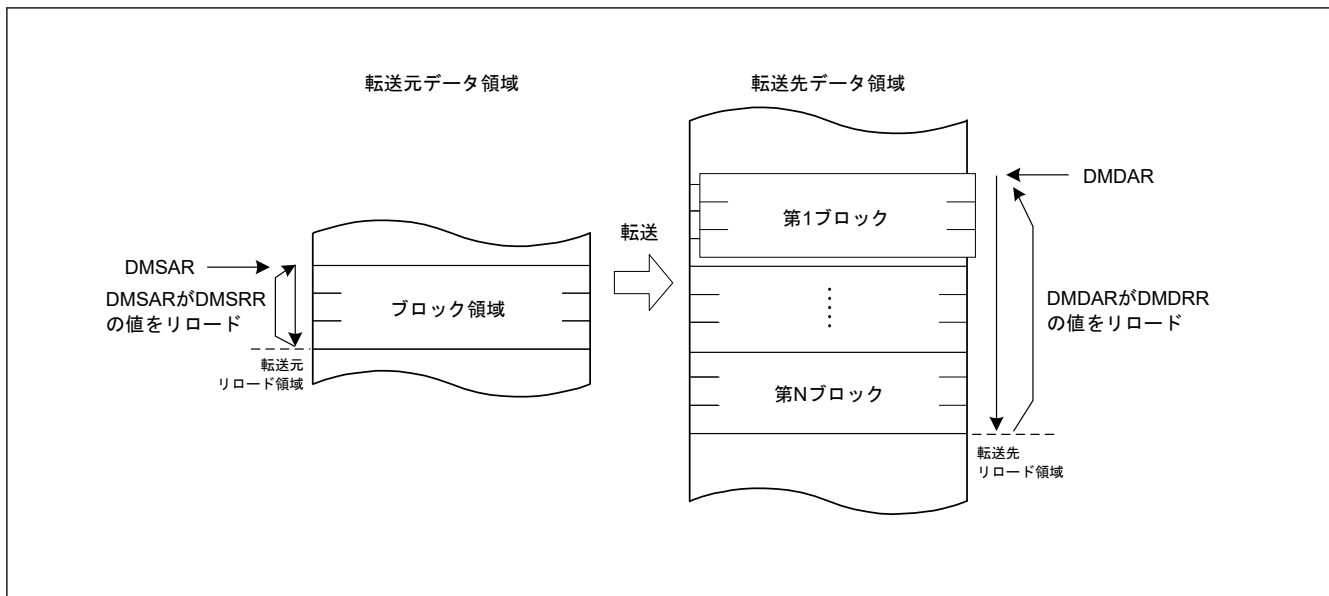 転送元データ領域
転送先データ領域
DMSAR
DMSARがDMSRR
の値をリロード
転送元
リロード領域
ブロック領域
転送
第1ブロック
第Nブロック
DMDAR
DMDARがDMDRR
の値をリロード
転送先
リロード領域